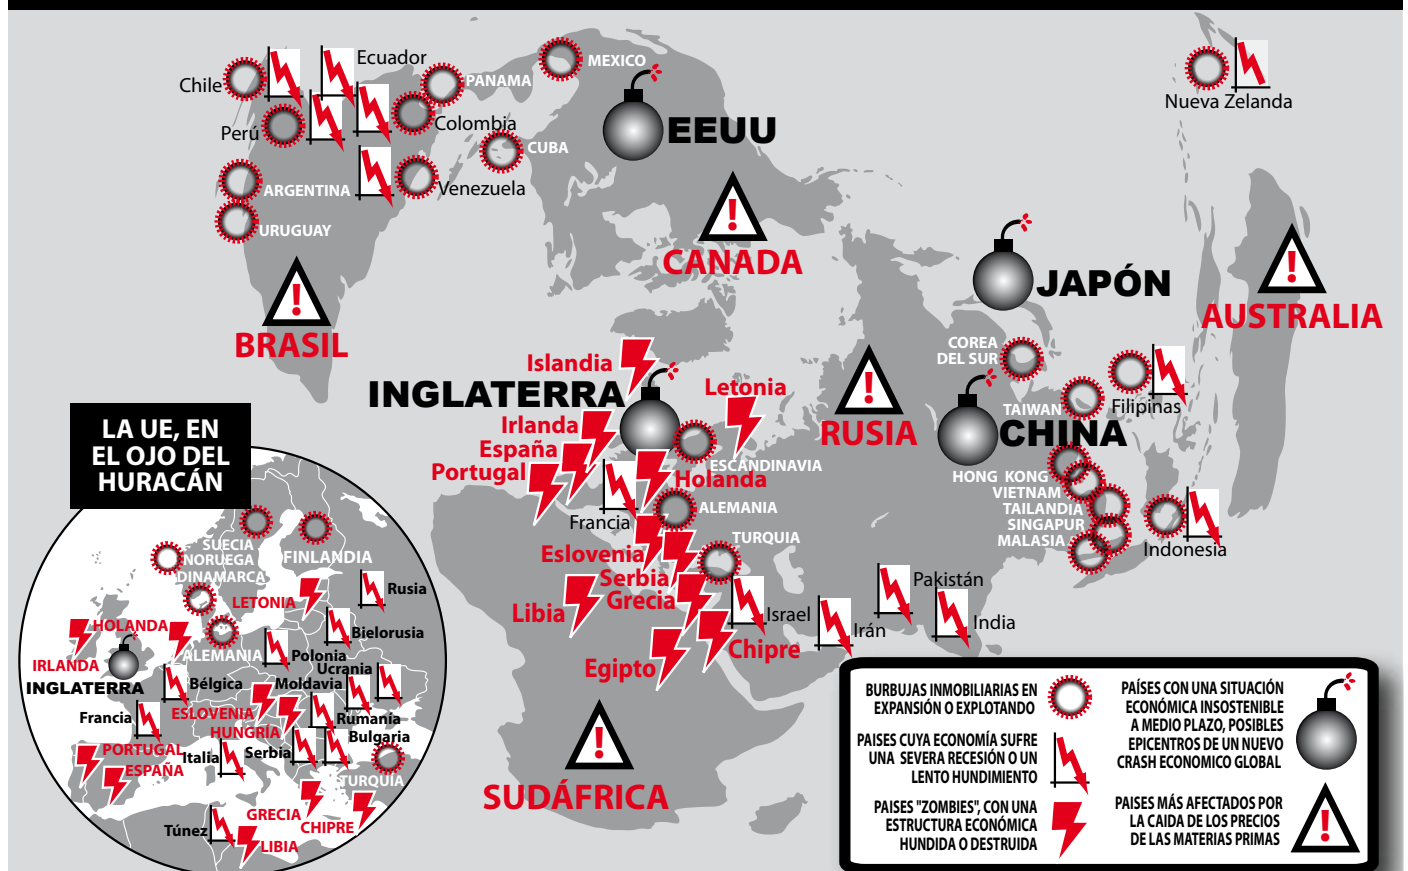 Chile
Ecuador
PANAMA
MEXICO
Perú
Colombia
EEUU
CUBA
ARGENTINA
Venezuela
URUGUAY
Nueva Zelanda
CANADA
BRASIL
JAPÓN
AUSTRALIA
COREA
DEL SUR
Islandia
INGLATERRA
Letonia
Irlanda
España
Portugal
RUSIA
TAIWAN
Filipinas
CHINA
ESCANDINAVIA
Holanda
HONG KONG
VIETNAM
TAILANDIA
SINGAPUR
MALASIA
Indonesia
Francia
ALEMANIA
TURQUIA
Eslovenia
Serbia
Grecia
Libia
Israel
Irán
Pakistán
India
Chipre
Egipto
SUDÁFRICA
LA UE, EN
EL OJO DEL
HURACÁN
SUECIA
NORUEGA
DINAMARCA
FINLANDIA
LETONIA
Rusia
HOLANDA
Bielorusia
IRLANDA
ALEMANIA
Polonia
Ucrania
INGLATERRA
Bélgica
Moldavia
Francia
ESLOVENIA
HUNGRÍA
Rumanía
Bulgaria
PORTUGAL
ESPAÑA
Italia
Serbia
TURQUÍA
GRECIA
CHIPRE
Túnez
LIBIA
BURBUJAS INMOBILIARIAS EN
EXPANSIÓN O EXPLOTANDO
PAISES CUYA ECONOMÍA SUFRE
UNA SEVERA RECESIÓN O UN
LENTO HUNDIMIENTO
PAISES "ZOMBIES", CON UNA
ESTRUCTURA ECONÓMICA
HUNDIDA O DESTRUIDA
PAÍSES CON UNA SITUACIÓN
ECONÓMICA INSOSTENIBLE
A MEDIO PLAZO, POSIBLES
EPICENTROS DE UN NUEVO
CRASH ECONOMICO GLOBAL
PAISES MÁS AFECTADOS POR
LA CAIDA DE LOS PRECIOS
DE LAS MATERIAS PRIMAS